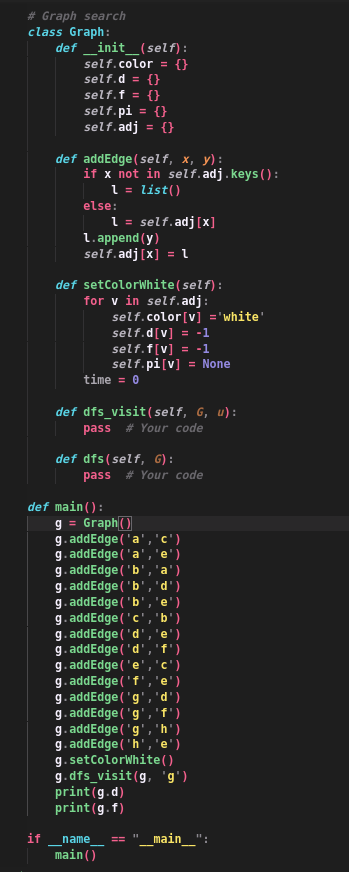 # Graph search
class Graph:
    def __init__(self):
        self.color = {}
        self.d = {}
        self.f = {}
        self.pi = {}
        self.adj = {}

    def addEdge(self, x, y):
        if x not in self.adj.keys():
            l = list()
        else:
            l = self.adj[x]
        l.append(y)
        self.adj[x] = l

    def setColorWhite(self):
        for v in self.adj:
            self.color[v] ='white'
            self.d[v] = -1
            self.f[v] = -1
            self.pi[v] = None
        time = 0

    def dfs_visit(self, G, u):
        pass  # Your code

    def dfs(self, G):
        pass  # Your code

def main():
    g = Graph()
    g.addEdge('a','c')
    g.addEdge('a','e')
    g.addEdge('b','a')
    g.addEdge('b','d')
    g.addEdge('b','e')
    g.addEdge('c','b')
    g.addEdge('d','e')
    g.addEdge('d','f')
    g.addEdge('e','c')
    g.addEdge('f','e')
    g.addEdge('g','d')
    g.addEdge('g','f')
    g.addEdge('g','h')
    g.addEdge('h','e')
    g.setColorWhite()
    g.dfs_visit(g, 'g')
    print(g.d)
    print(g.f)

if __name__ == "__main__":
    main()